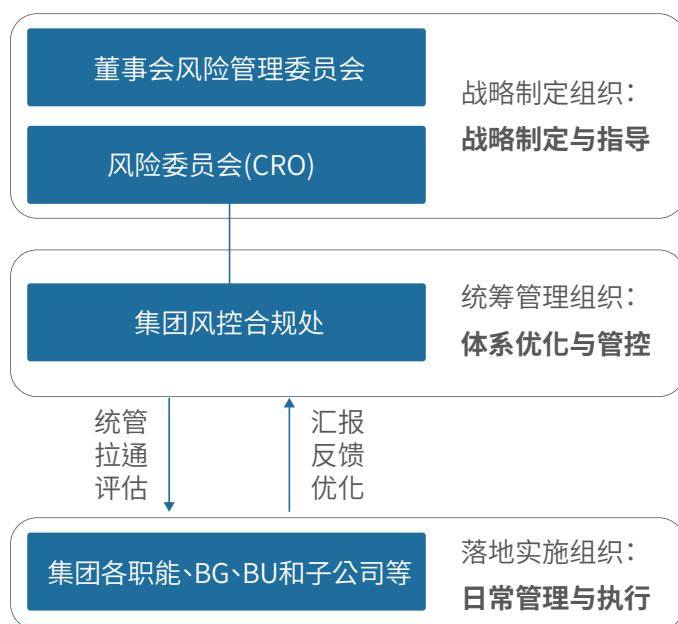 董事会风险管理委员会
风险委员会(CRO)
战略制定组织：
战略制定与指导
集团风控合规处
统筹管理组织：
体系优化与管控
统管
拉通
评估
汇报
反馈
优化
集团各职能、BG、BU和子公司等
落地实施组织：
日常管理与执行